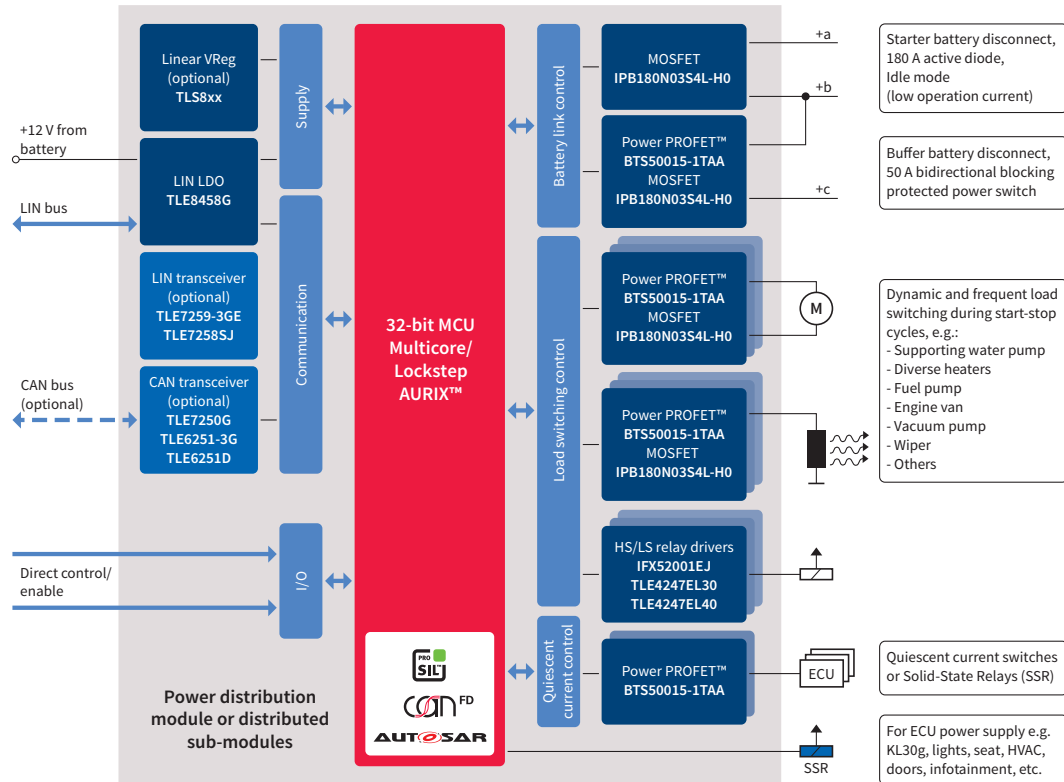 Linear VReg
(optional)
TLS8xx
+12 V from
battery
LIN LDO
TLE8458G
LIN bus
LIN transceiver
(optional)
TLE7259-3GE
TLE7258SJ
CAN bus
(optional)
CAN transceiver
(optional)
TLE7250G
TLE6251-3G
TLE6251D
Direct control/
enable
Supply
Communication
I/O
Power distribution
module or distributed
sub-modules
32-bit MCU
Multicore/
Lockstep
AURIX™
PRO
SIL
CAN FD
AUTOSAR
Battery link control
Load switching control
Quiescent
current control
MOSFET
IPB180N03S4L-H0
Power PROFET™
BTS50015-1TAA
MOSFET
IPB180N03S4L-H0
Power PROFET™
BTS50015-1TAA
MOSFET
IPB180N03S4L-H0
Power PROFET™
BTS50015-1TAA
MOSFET
IPB180N03S4L-H0
HS/LS relay drivers
IFX52001EJ
TLE4247EL30
TLE4247EL40
Power PROFET™
BTS50015-1TAA
+a
+b
+c
M
ECU
SSR
Starter battery disconnect,
180 A active diode,
Idle mode
(low operation current)
Buffer battery disconnect,
50 A bidirectional blocking
protected power switch
Dynamic and frequent load
switching during start-stop
cycles, e.g.:
- Supporting water pump
- Diverse heaters
- Fuel pump
- Engine van
- Vacuum pump
- Wiper
- Others
Quiescent current switches
or Solid-State Relays (SSR)
For ECU power supply e.g.
KL30g, lights, seat, HVAC,
doors, infotainment, etc.